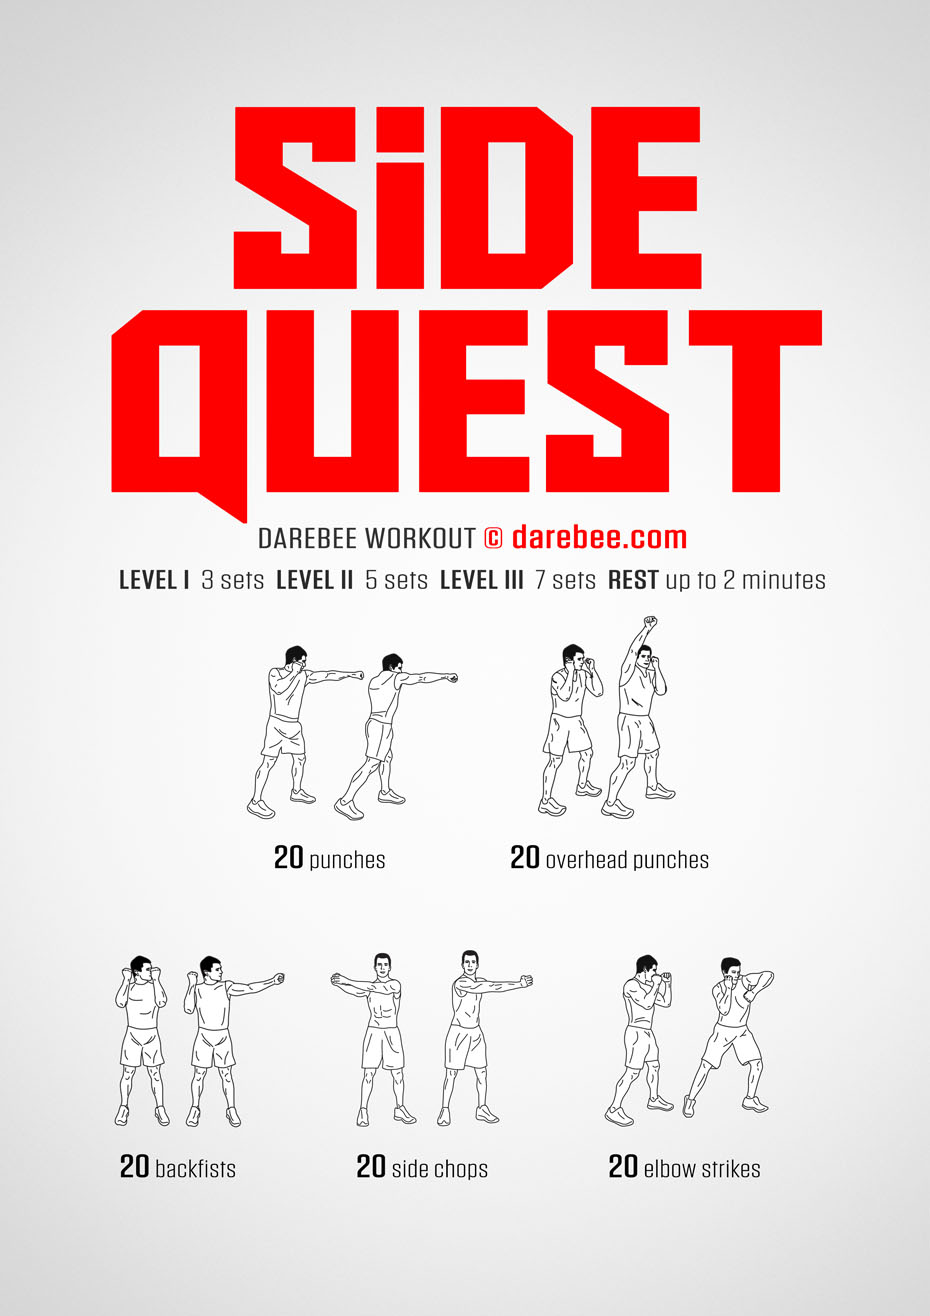 SiDE
QUEST
DAREBEE WORKOUT © darebee.com
LEVEL I 3 sets LEVEL II 5 sets LEVEL III 7 sets REST up to 2 minutes
20 punches
20 overhead punches
20 backfists
20 side chops
20 elbow strikes